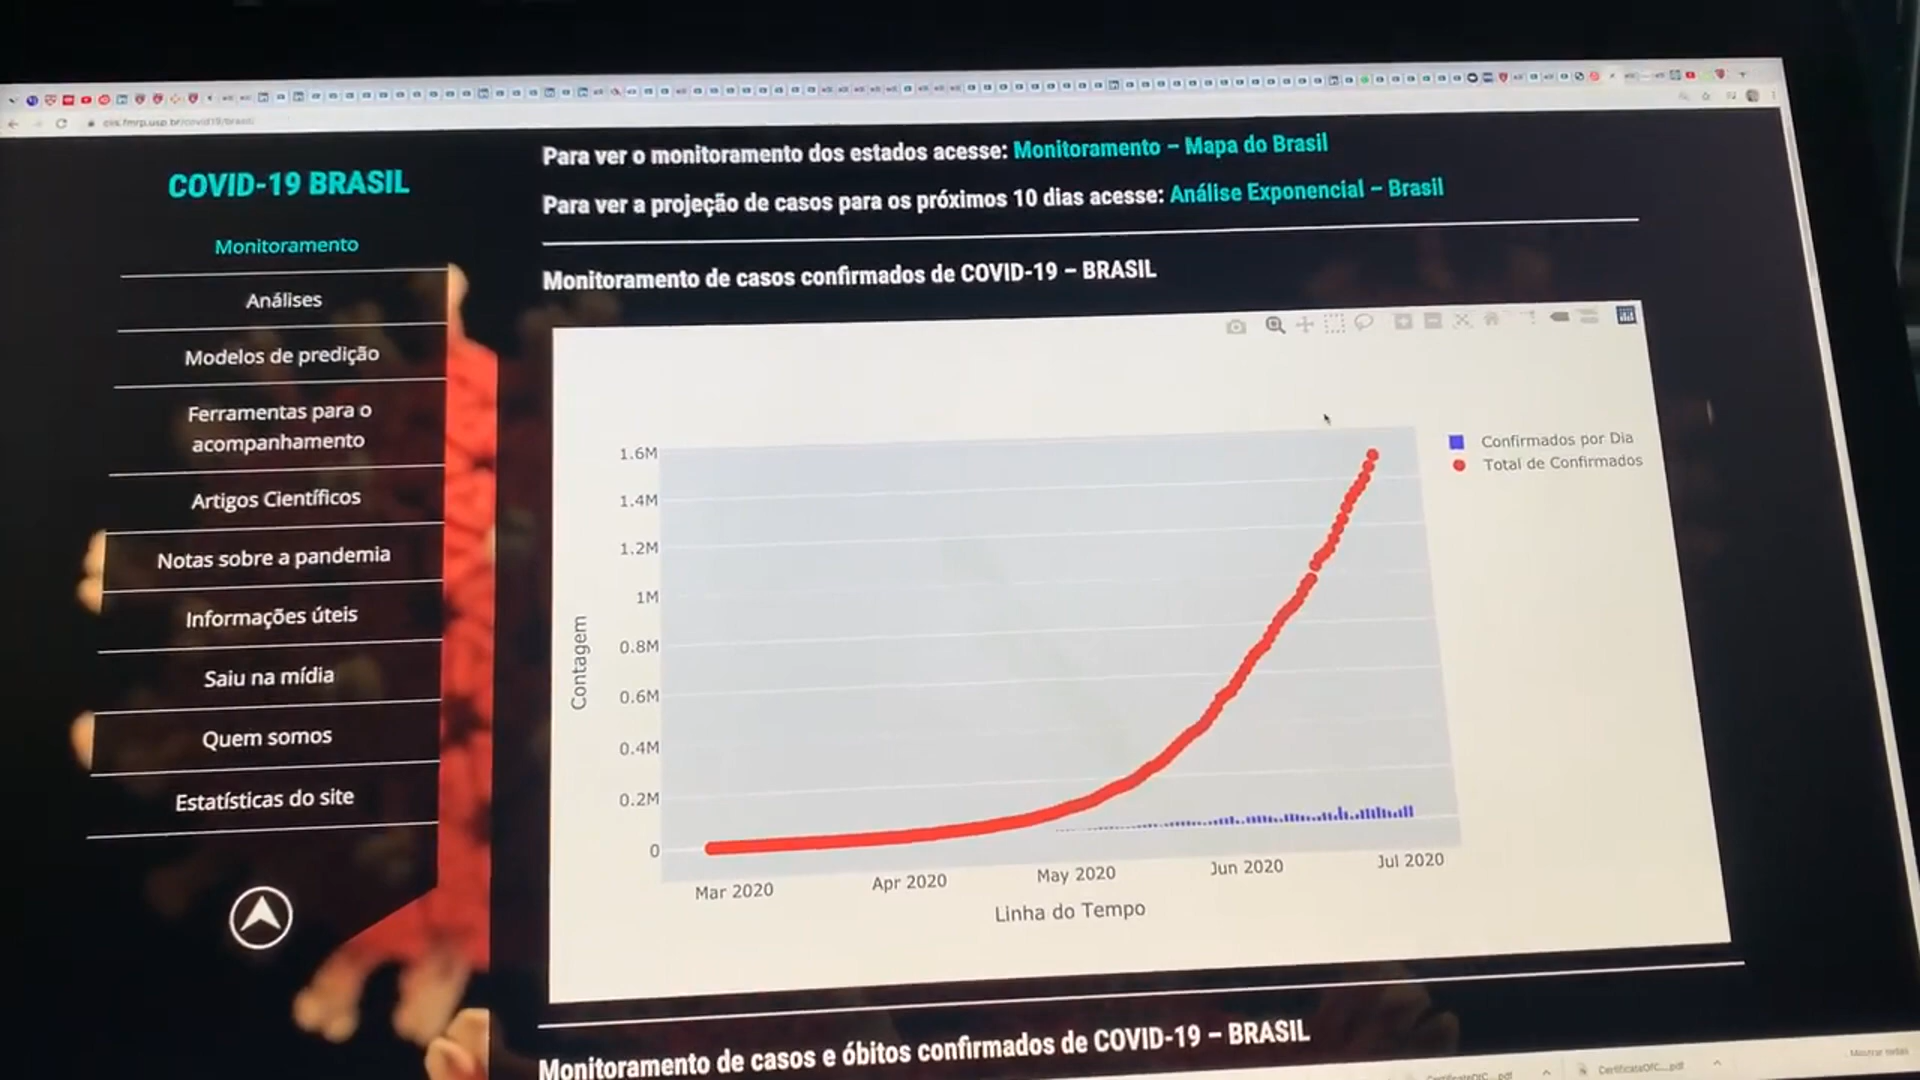 COVID-19 BRASIL
Monitoramento
Análises
Modelos de predição
Ferramentas para o
acompanhamento
Artigos Científicos
Notas sobre a pandemia
Informações úteis
Saiu na mídia
Quem somos
Estatísticas do site
Para ver o monitoramento dos estados acesse: Monitoramento – Mapa do Brasil
Para ver a projeção de casos para os próximos 10 dias acesse: Análise Exponencial – Brasil
Monitoramento de casos confirmados de COVID-19 – BRASIL
Confirmados por Dia
Total de Confirmados
1.6M
1.4M
1.2M
1M
0.8M
0.6M
0.4M
0.2M
0
Contagem
Mar 2020
Apr 2020
May 2020
Jun 2020
Jul 2020
Linha do Tempo
Monitoramento de casos e óbitos confirmados de COVID-19 – BRASIL